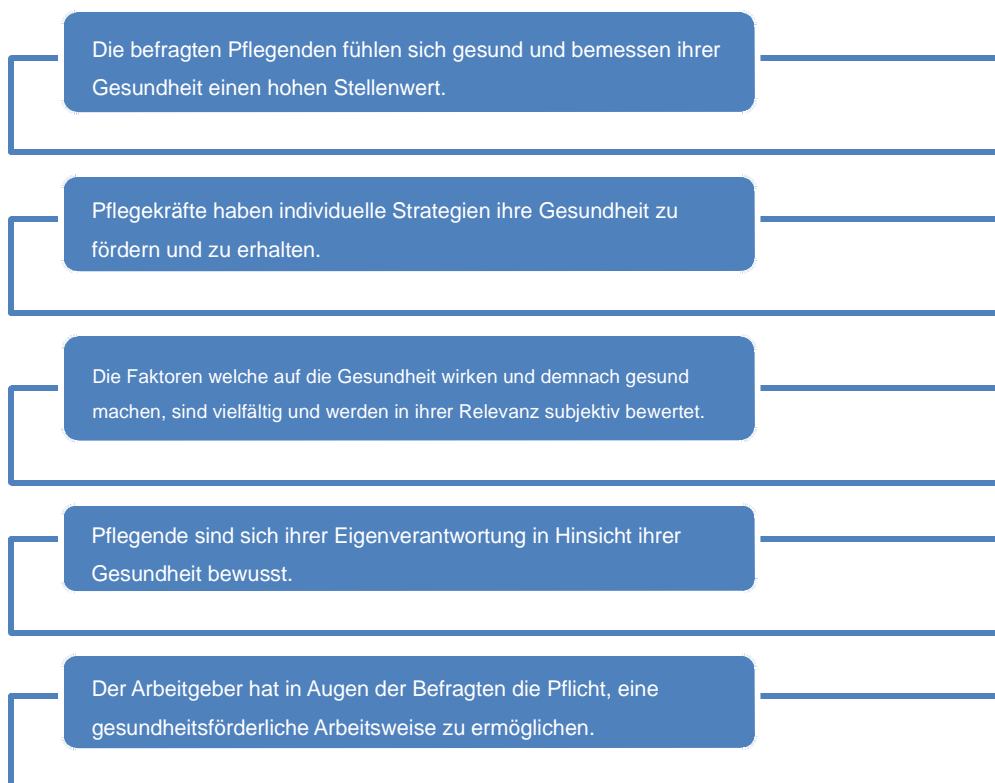 Die befragten Pflegenden fühlen sich gesund und bemessen ihrer
Gesundheit einen hohen Stellenwert.
Pflegekräfte haben individuelle Strategien ihre Gesundheit zu
fördern und zu erhalten.
Die Faktoren welche auf die Gesundheit wirken und demnach gesund
machen, sind vielfältig und werden in ihrer Relevanz subjektiv bewertet.
Pflegende sind sich ihrer Eigenverantwortung in Hinsicht ihrer
Gesundheit bewusst.
Der Arbeitgeber hat in Augen der Befragten die Pflicht, eine
gesundheitsförderliche Arbeitsweise zu ermöglichen.